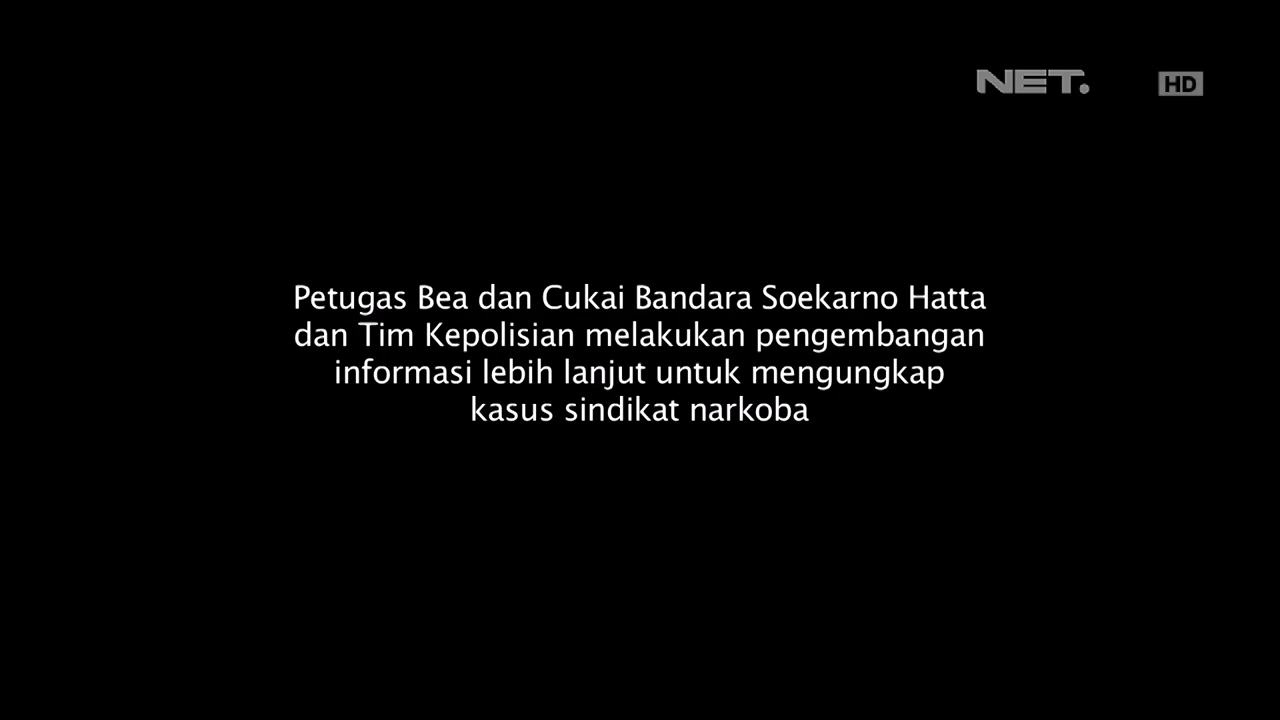 NET. HD
Petugas Bea dan Cukai Bandara Soekarno Hatta
dan Tim Kepolisian melakukan pengembangan
informasi lebih lanjut untuk mengungkap
kasus sindikat narkoba